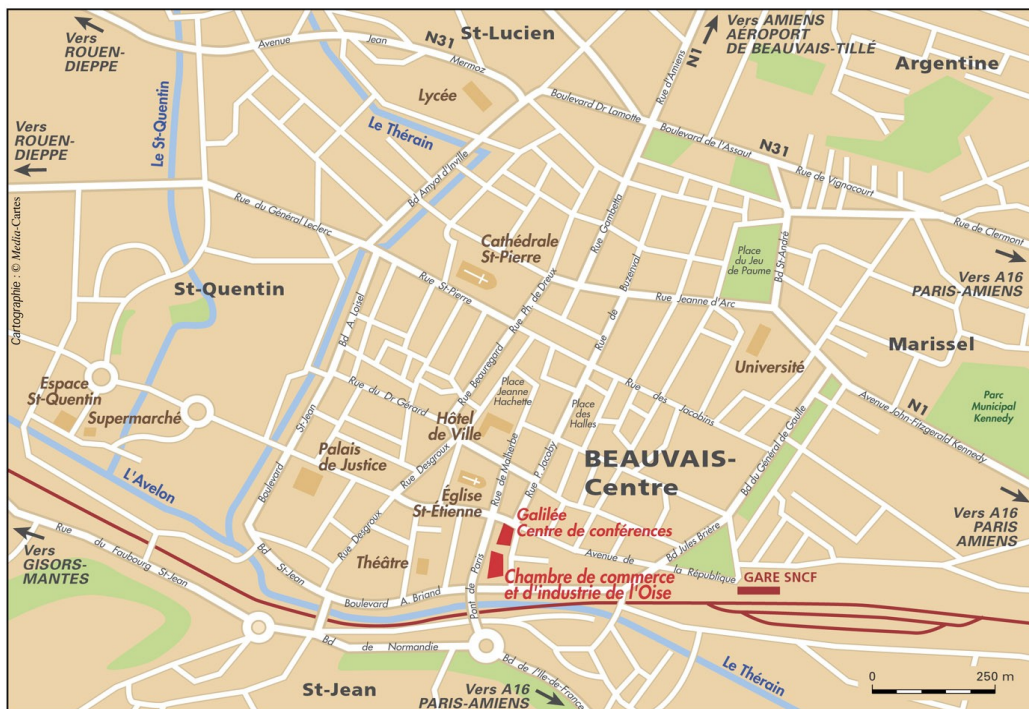 Vers
ROUEN-
DIEPPE
Avenue
Jean
Mermoz
N31
St-Lucien
N1
Vers AMIENS
AÉROPORT
DE BEAUVAIS-TILLÉ
Argentine
Rue d'Amiens
Lycée
Boulevard Dr Lamotte
Boulevard de l'Assaut
N31
Le St-Quentin
Le Thérain
Vers
ROUEN-
DIEPPE
Bd Amyot d'Inville
Rue de Vignacourt
Rue de Clermont
Rue du Général Leclerc
Rue Gambetta
Cathédrale
St-Pierre
Place
du Jeu
de Paume
Bd St-André
Vers A16
PARIS-AMIENS
Cartographie : © Media-Cartes
St-Quentin
Rue St-Pierre
Rue Ph. de Dreux
Rue de Buzenval
Rue Jeanne d'Arc
Bd A. Loisel
Marissel
Université
Espace
St-Quentin
Supermarché
Rue du Dr. Gérard
Rue Beauregard
Place
Jeanne
Hachette
Place des
Halles
Rue des Jacobins
Parc
Municipal
Kennedy
N1
Avenue John Fitzgerald Kennedy
Hôtel
de Ville
Boulevard St-Jean
Palais
de Justice
Rue Desgroux
Rue de Malherbe
Rue P. Jacoby
BEAUVAIS-
Centre
Bd du Général de Gaulle
L'Avelon
Église
St-Étienne
Galilée
Centre de conférences
Vers A16
PARIS
AMIENS
Vers
GISORS-
MANTES
Rue du Faubourg St-Jean
Rue Desgroux
Théâtre
Avenue de la République
Bd Jules Brière
GARE SNCF
Chambre de commerce
et d'industrie de l'Oise
Bd St-Jean
Boulevard A. Briand
Pont de Paris
Bd de Normandie
Bd de l'Ile-de-France
St-Jean
Vers A16
PARIS-AMIENS
Le Thérain
0 250 m